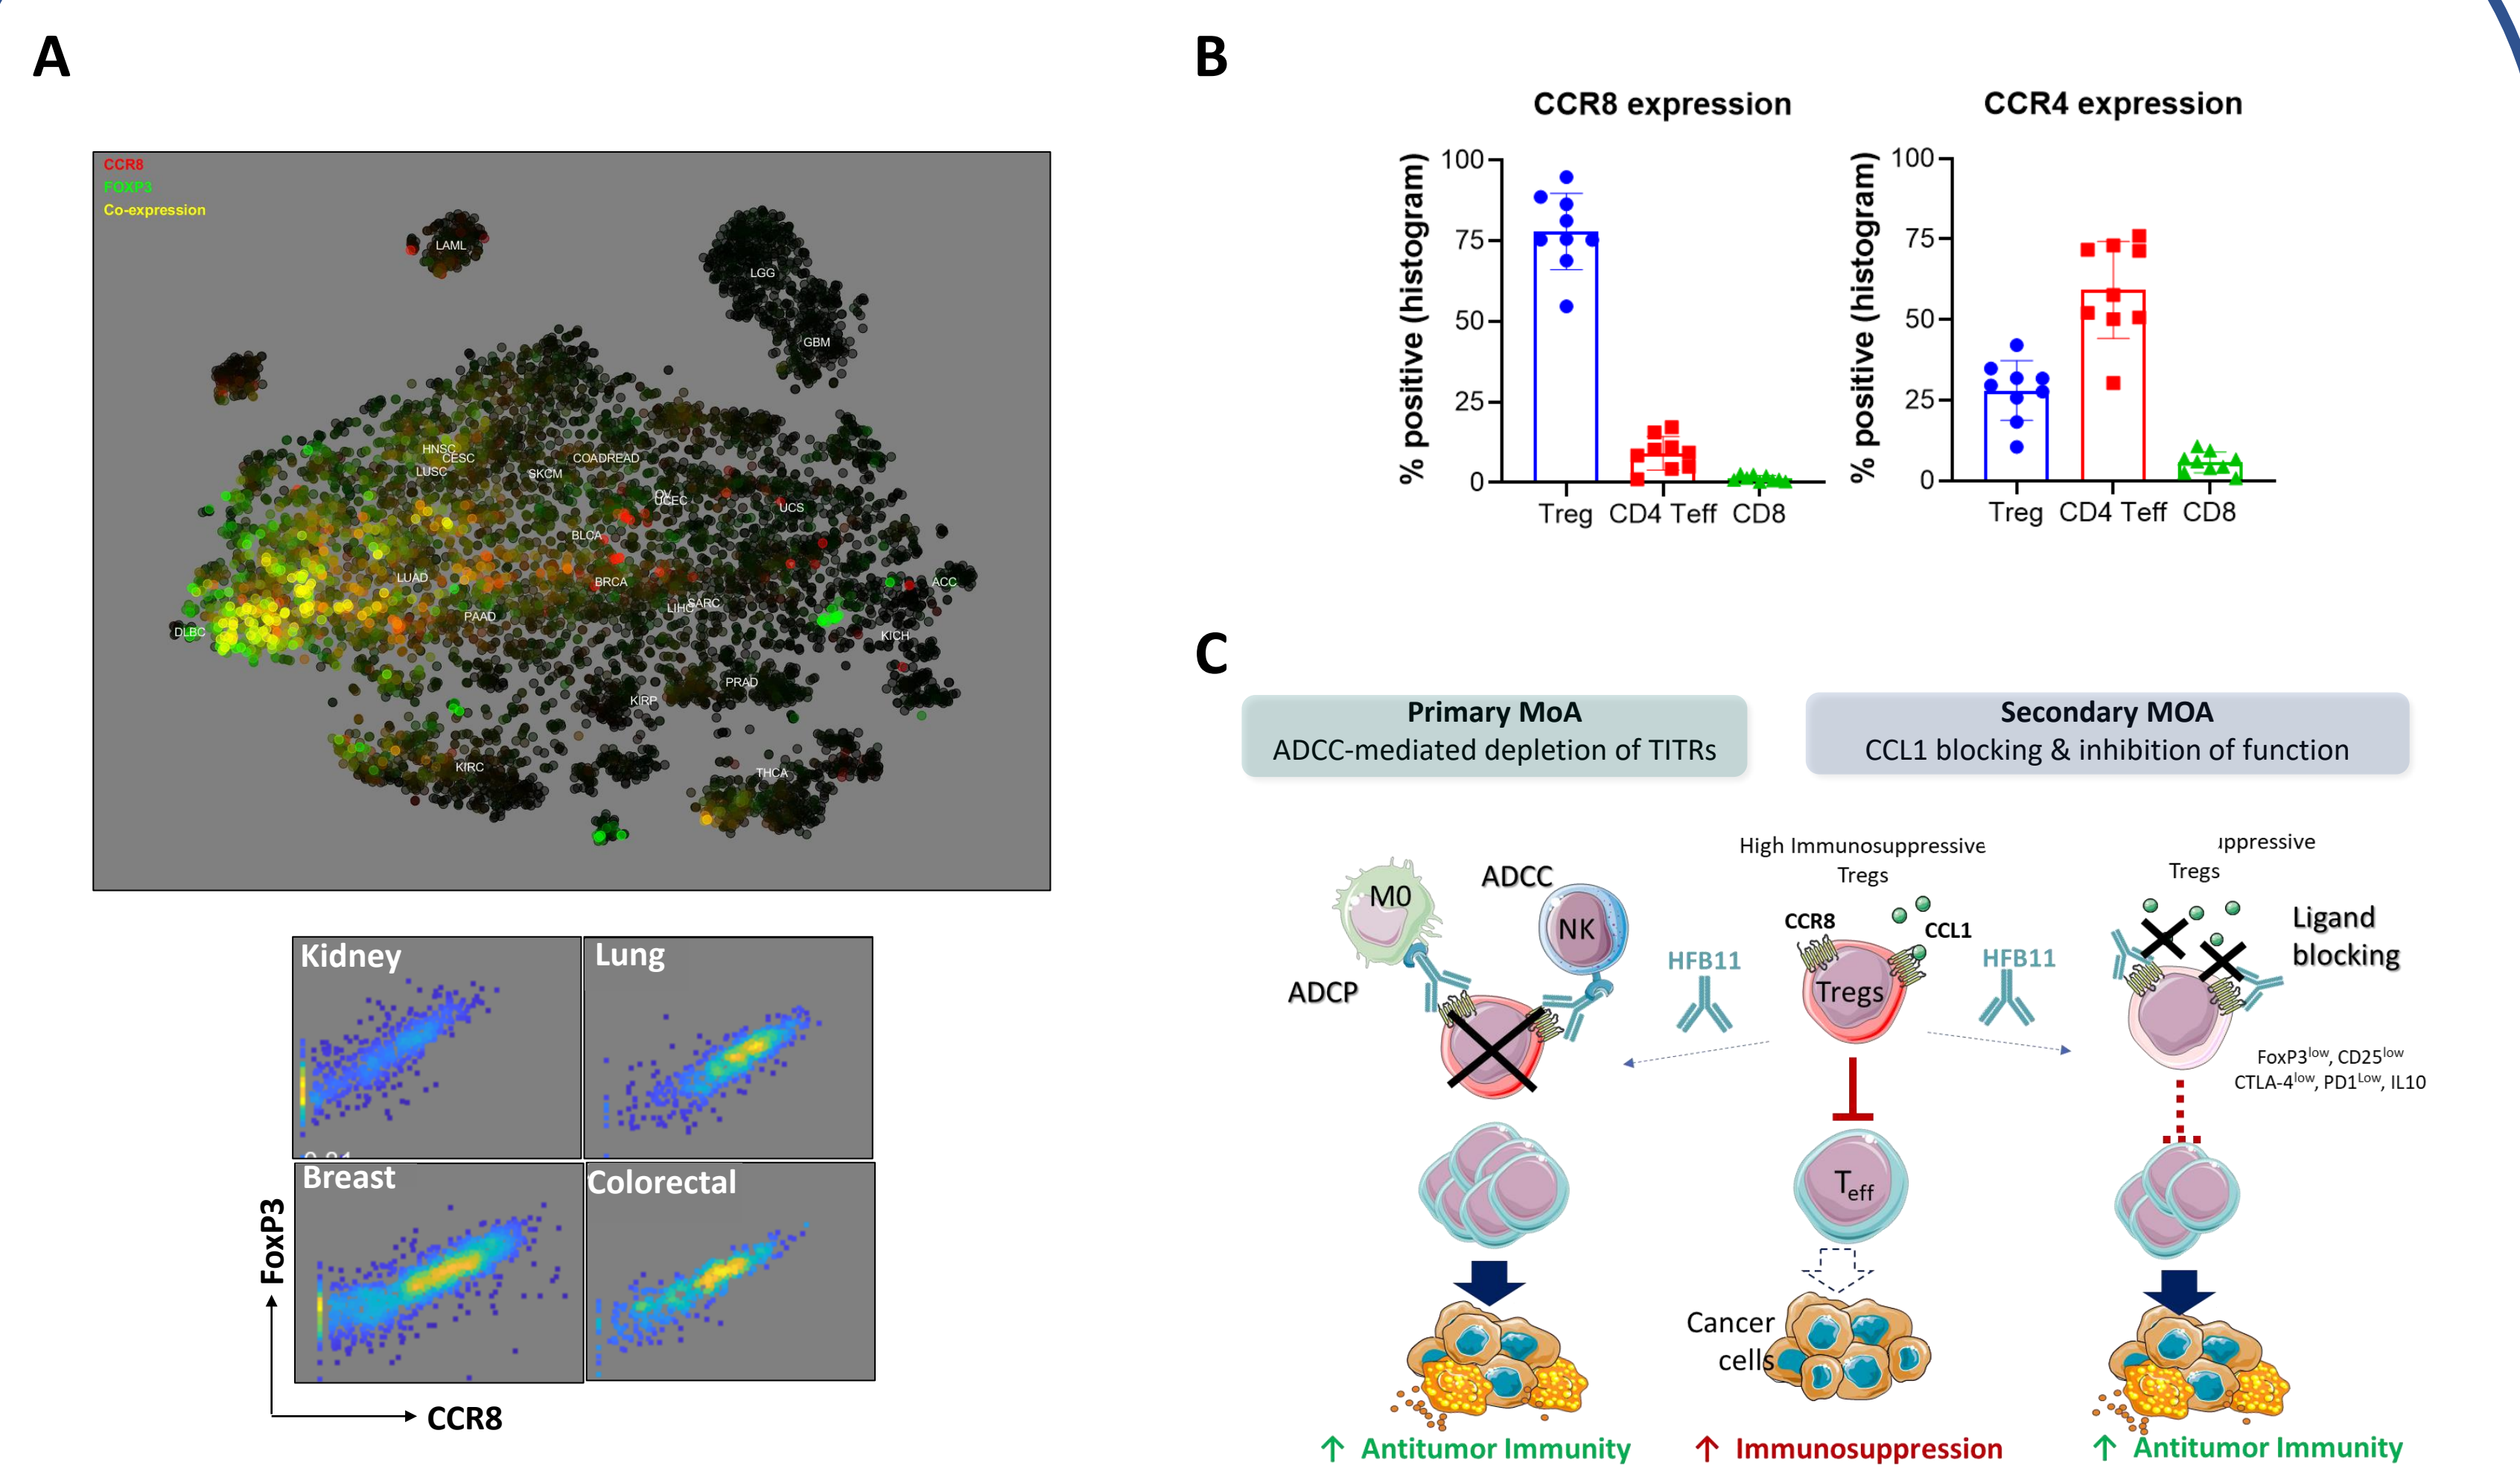 A
CCR8
FOXP3
Co-expression
LAML
LGG
GBM
HNSC
CESC
LUSC
SKCM
COADREAD
OV
UCEC
UCS
BLCA
LUAD
BRCA
ACC
LIHC
SARC
PAAD
DLBC
KICH
PRAD
KIRP
KIRC
THCA
Kidney
Lung
Breast
Colorectal
FoxP3
CCR8
B
CCR8 expression
% positive (histogram)
100
75
50
25
0
Treg CD4 Teff CD8
CCR4 expression
% positive (histogram)
100
75
50
25
0
Treg CD4 Teff CD8
C
Primary MoA
ADCC-mediated depletion of TITRs
Secondary MOA
CCL1 blocking & inhibition of function
M0
ADCC
NK
ADCP
HFB11
High Immunosuppressive
Tregs
CCR8
CCL1
Tregs
HFB11
uppressive
Tregs
Ligand
blocking
FoxP3low, CD25low
CTLA-4low, PD1Low, IL10
Teff
Cancer
cells
↑ Antitumor Immunity
↑ Immunosuppression
↑ Antitumor Immunity